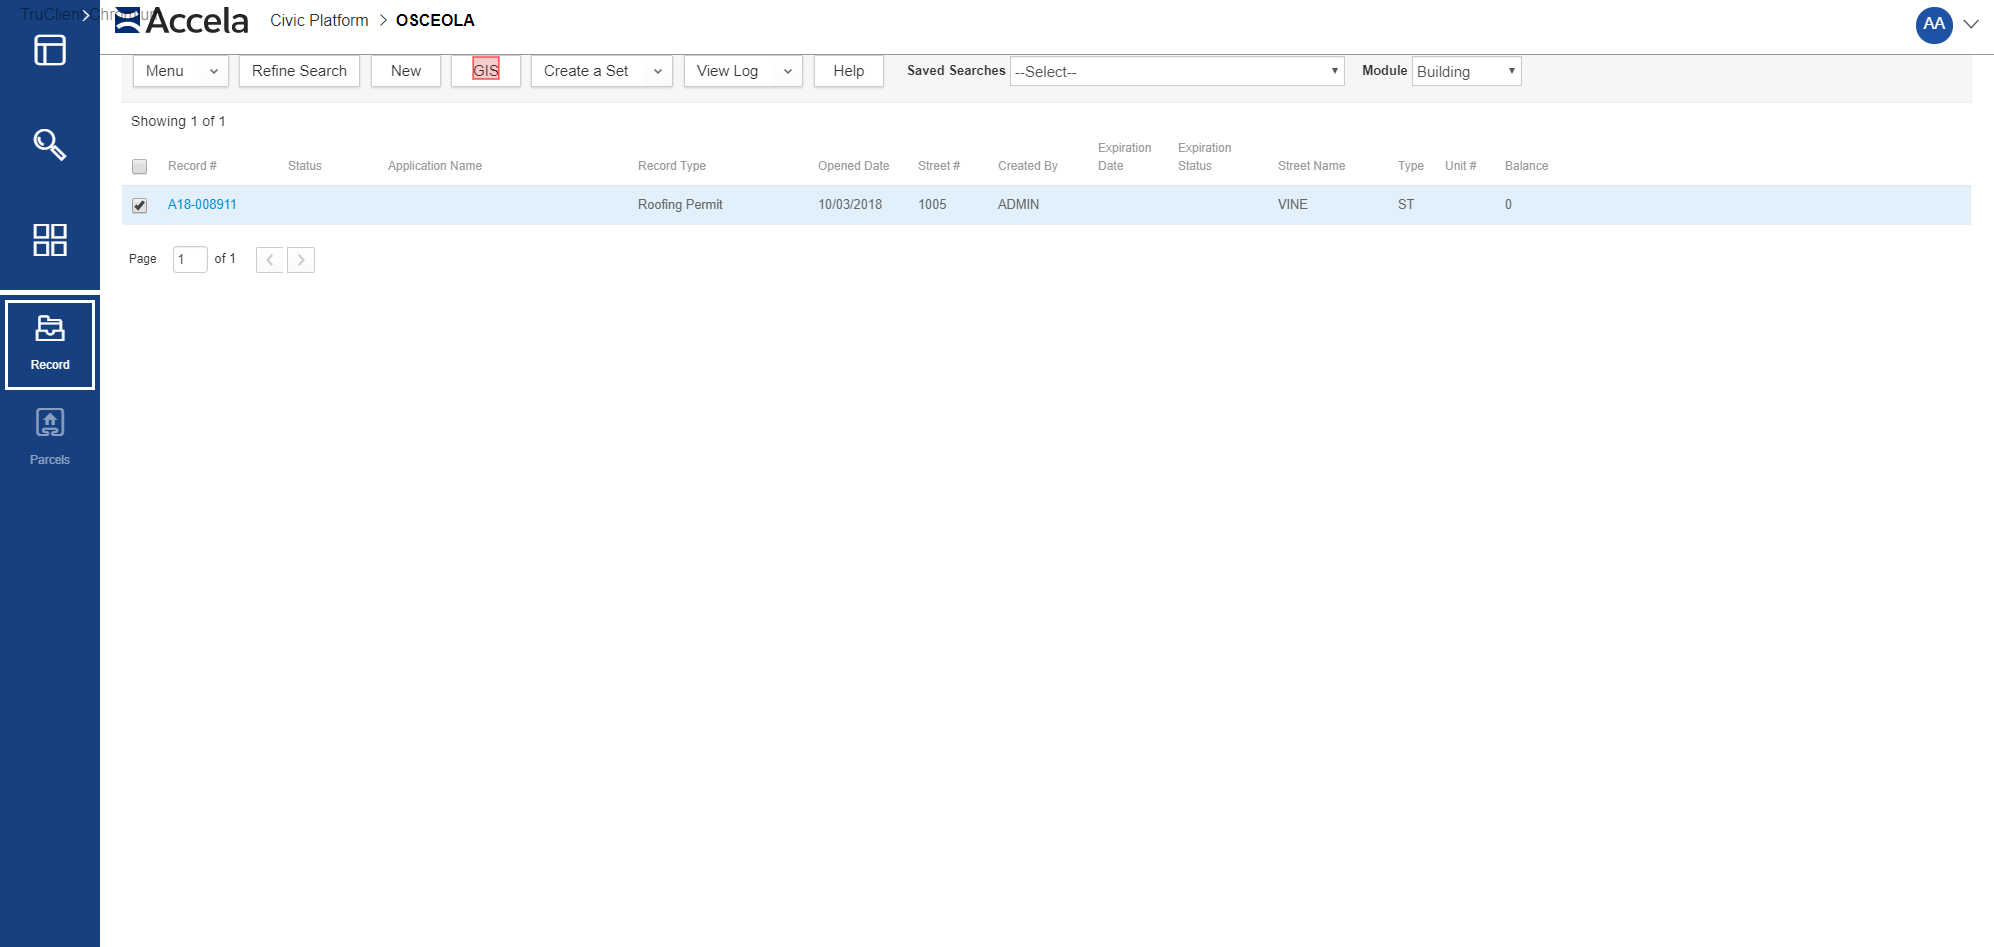 TruClient Chromium
Accela
Civic Platform > OSCEOLA
AA
Menu Refine Search New GIS Create a Set View Log Help Saved Searches --Select-- Module Building
Showing 1 of 1
Record # Status Application Name Record Type Opened Date Street # Created By Expiration Date Expiration Status Street Name Type Unit # Balance
A18-008911 Roofing Permit 10/03/2018 1005 ADMIN VINE ST 0
Page 1 of 1
Record
Parcels